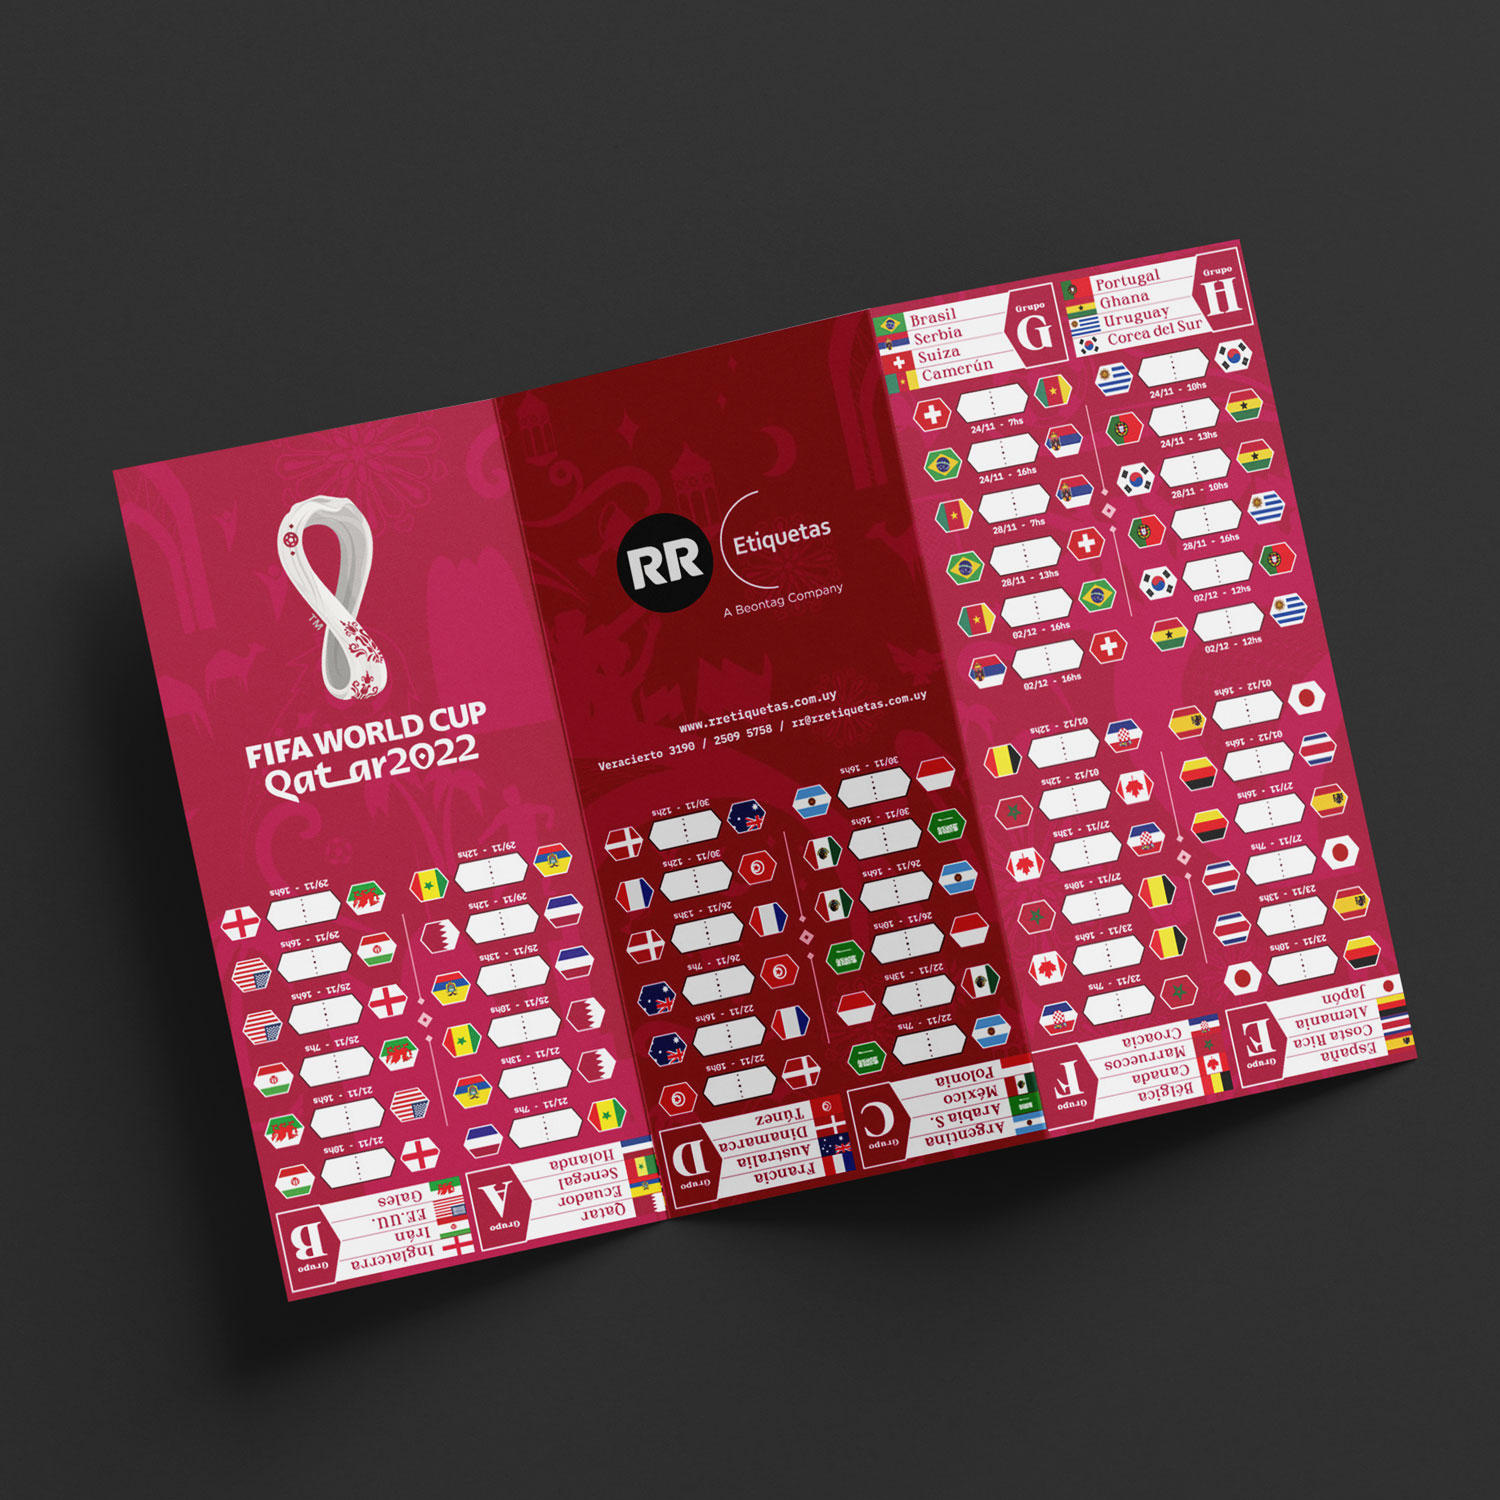 TM
FIFA WORLD CUP
Qatar2022
RR
Etiquetas
A Beontag Company
www.rretiquetas.com.uy
Veracierto 3190 / 2509 5758 / rr@rretiquetas.com.uy
Grupo
G
Brasil
Serbia
Suiza
Camerún
24/11 - 7hs
24/11 - 16hs
28/11 - 7hs
28/11 - 13hs
02/12 - 16hs
02/12 - 16hs
Grupo
H
Portugal
Ghana
Uruguay
Corea del Sur
24/11 - 10hs
24/11 - 13hs
28/11 - 10hs
28/11 - 16hs
02/12 - 12hs
02/12 - 12hs
Grupo
E
España
Costa Rica
Alemania
Japón
23/11 - 10hs
23/11 - 13hs
27/11 - 7hs
27/11 - 16hs
01/12 - 16hs
01/12 - 12hs
Grupo
F
Bélgica
Canada
Marruecos
Croacia
23/11 - 7hs
23/11 - 16hs
27/11 - 10hs
27/11 - 13hs
01/12 - 12hs
01/12 - 12hs
Grupo
C
Argentina
Arabia S.
México
Polonia
22/11 - 7hs
22/11 - 13hs
26/11 - 10hs
26/11 - 16hs
30/11 - 16hs
30/11 - 16hs
Grupo
D
Francia
Australia
Dinamarca
Túnez
22/11 - 10hs
22/11 - 16hs
26/11 - 7hs
26/11 - 13hs
30/11 - 12hs
30/11 - 12hs
Grupo
A
Qatar
Ecuador
Senegal
Holanda
21/11 - 7hs
21/11 - 13hs
25/11 - 10hs
25/11 - 13hs
29/11 - 12hs
29/11 - 12hs
Grupo
B
Inglaterra
Irán
EE.UU.
Gales
21/11 - 10hs
21/11 - 16hs
25/11 - 7hs
25/11 - 16hs
29/11 - 16hs
29/11 - 16hs